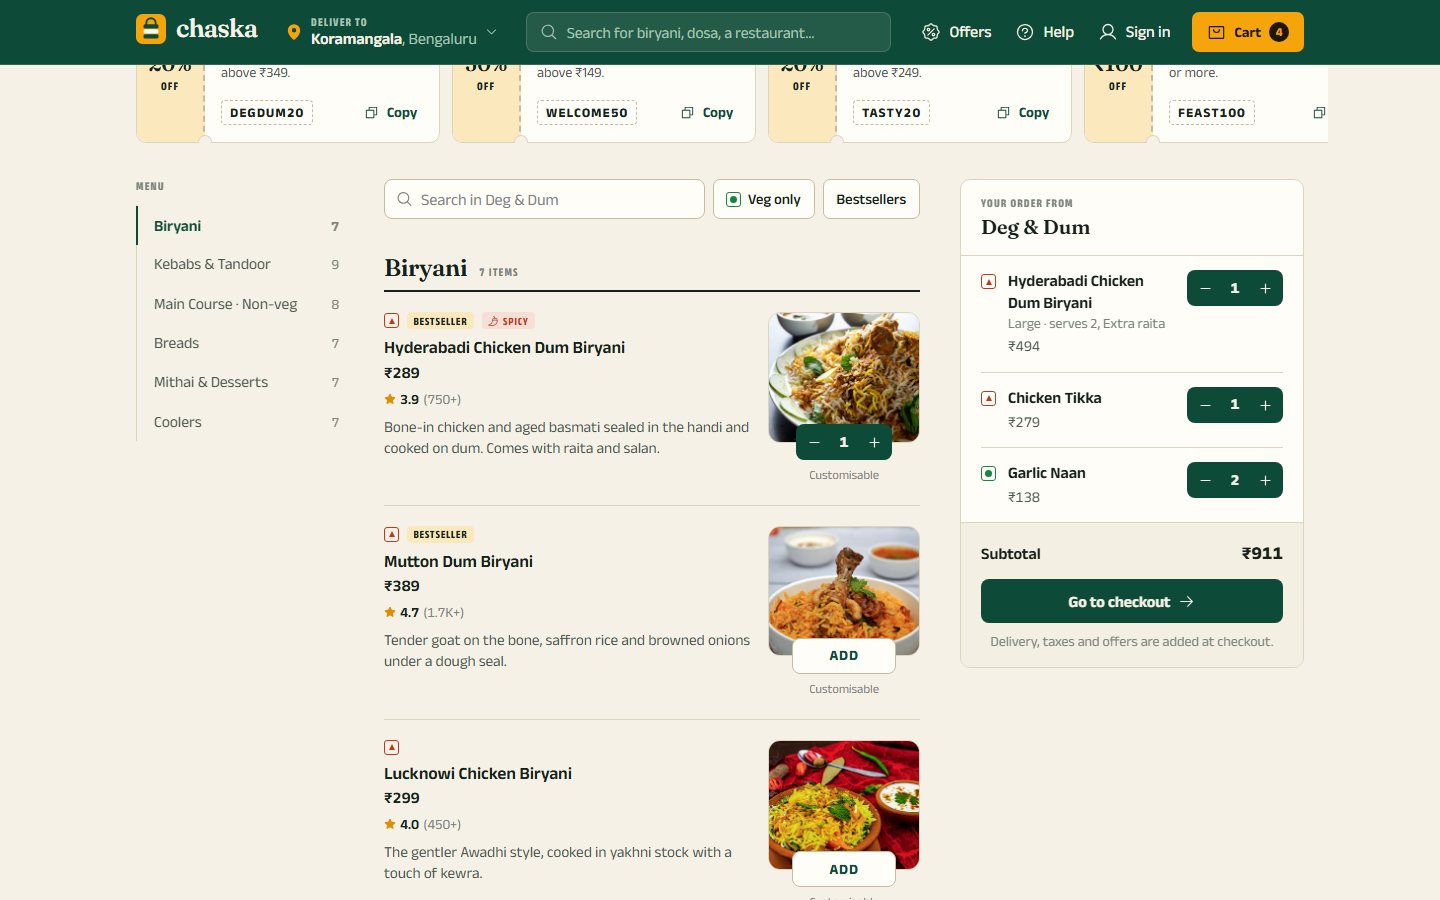 chaska
DELIVER TO
Koramangala, Bengaluru
Search for biryani, dosa, a restaurant...
Offers
Help
Sign in
Cart 4
above ₹349.
OFF
DEGDUM20
Copy
above ₹149.
OFF
WELCOME50
Copy
above ₹249.
OFF
TASTY20
Copy
or more.
OFF
FEAST100
MENU
Biryani 7
Kebabs & Tandoor 9
Main Course · Non-veg 8
Breads 7
Mithai & Desserts 7
Coolers 7
Search in Deg & Dum
Veg only
Bestsellers
Biryani 7 ITEMS
BESTSELLER SPICY
Hyderabadi Chicken Dum Biryani
₹289
3.9 (750+)
Bone-in chicken and aged basmati sealed in the handi and
cooked on dum. Comes with raita and salan.
− 1 +
Customisable
BESTSELLER
Mutton Dum Biryani
₹389
4.7 (1.7K+)
Tender goat on the bone, saffron rice and browned onions
under a dough seal.
ADD
Customisable
Lucknowi Chicken Biryani
₹299
4.0 (450+)
The gentler Awadhi style, cooked in yakhni stock with a
touch of kewra.
ADD
YOUR ORDER FROM
Deg & Dum
Hyderabadi Chicken
Dum Biryani
Large · serves 2, Extra raita
₹494
− 1 +
Chicken Tikka
₹279
− 1 +
Garlic Naan
₹138
− 2 +
Subtotal ₹911
Go to checkout →
Delivery, taxes and offers are added at checkout.